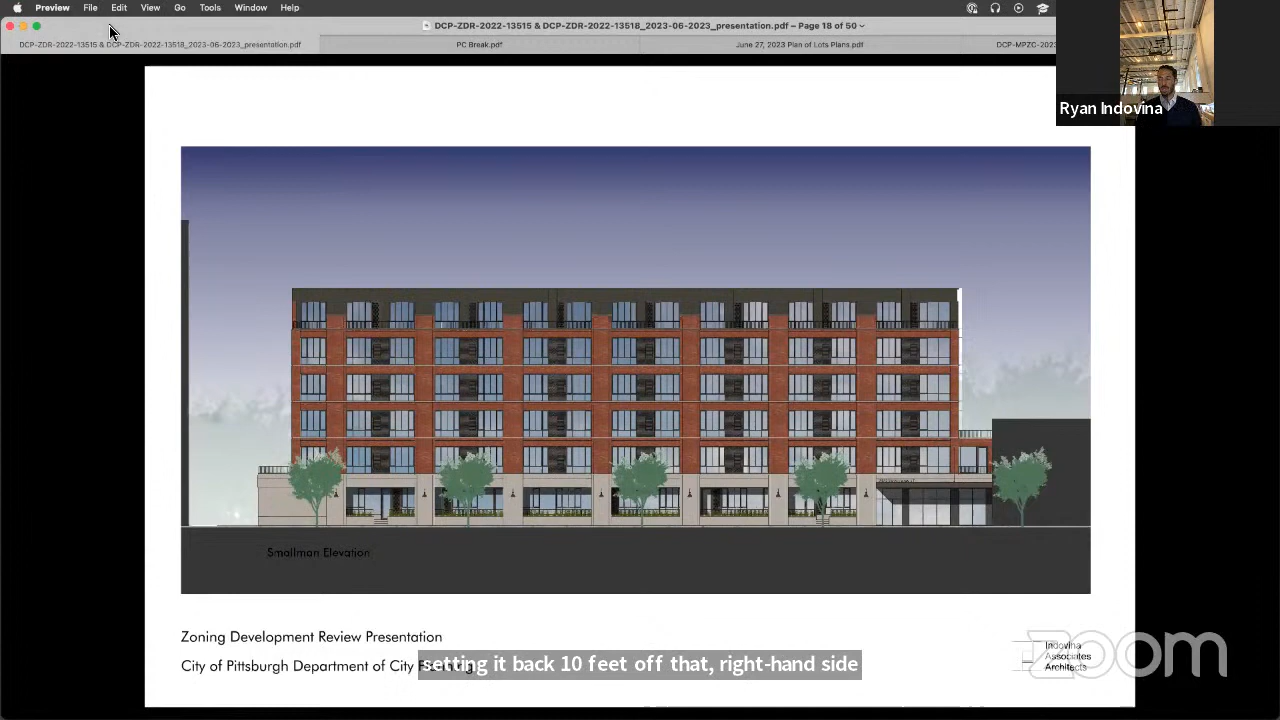 Preview File Edit View Go Tools Window Help
DCP-ZDR-2022-13515 & DCP-ZDR-2022-13518_2023-06-2023_presentation.pdf – Page 18 of 50
DCP-ZDR-2022-13515 & DCP-ZDR-2022-13518_2023-06-2023_presentation.pdf
PC Break.pdf
June 27, 2023 Plan of Lots Plans.pdf
DCP-MPZC-2023
Ryan Indovina
Smallman Elevation
Zoning Development Review Presentation
City of Pittsburgh Department of City
setting it back 10 feet off that, right-hand side
Indovina
Associates
Architects
zoom